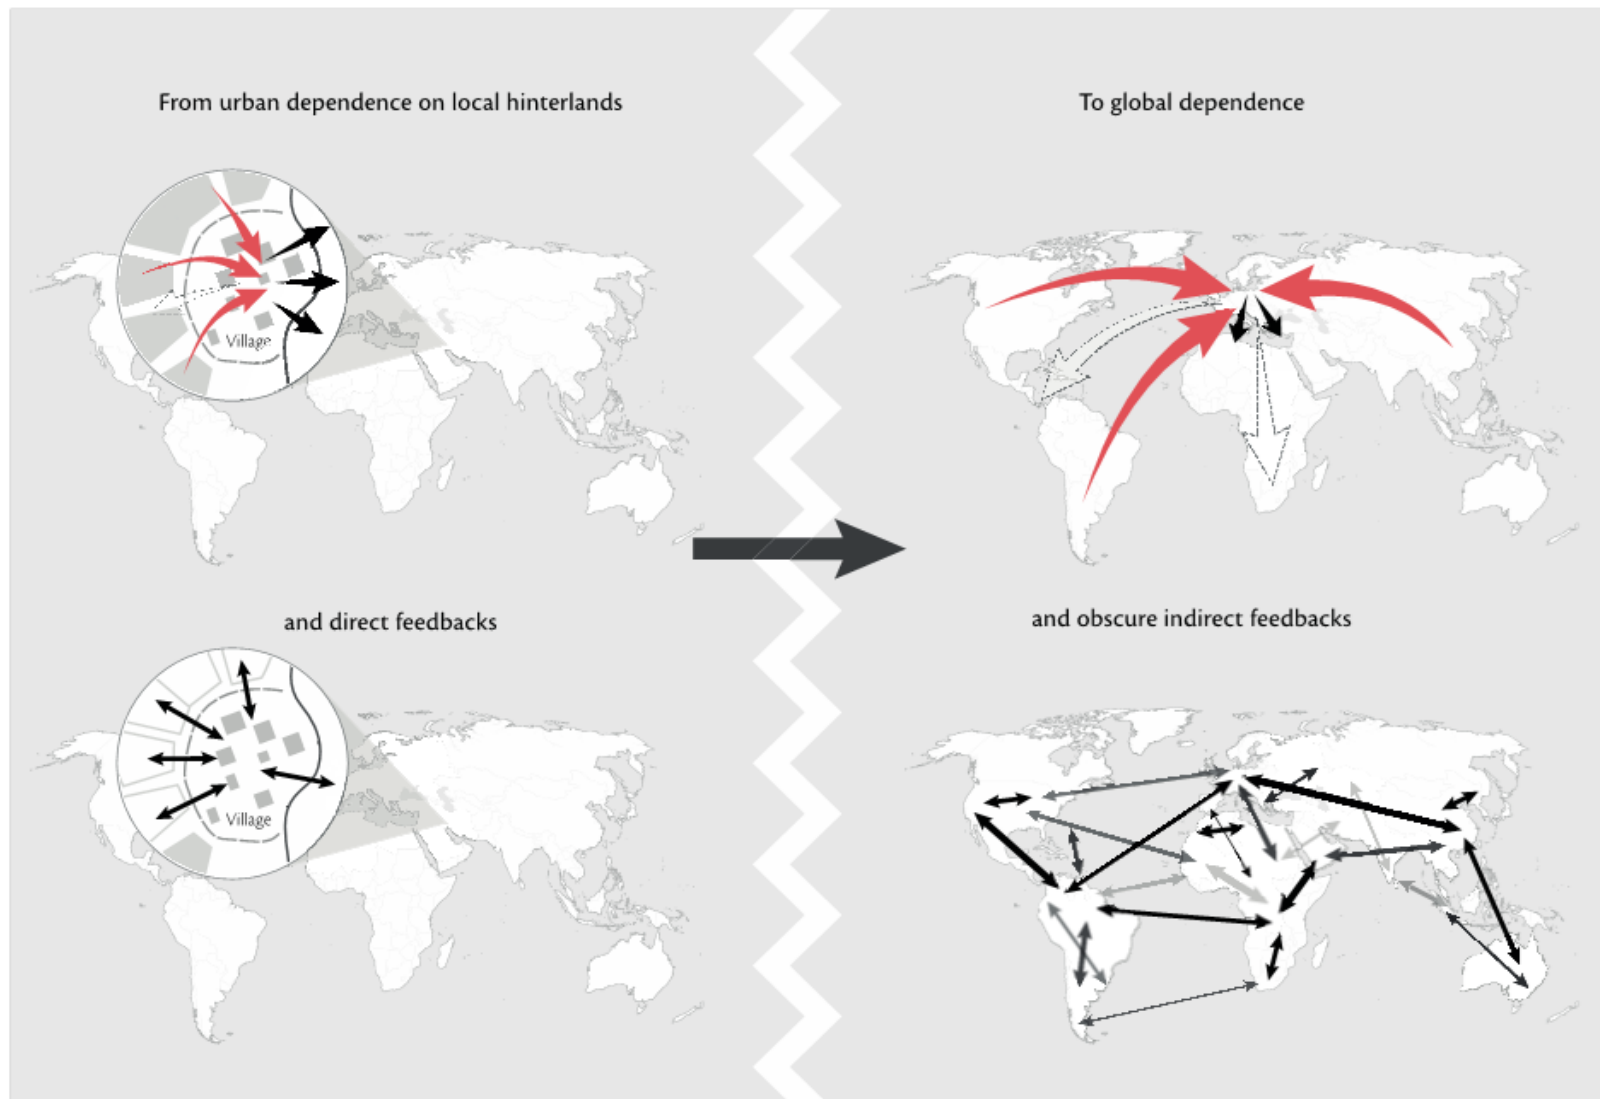 From urban dependence on local hinterlands
To global dependence
Village
and direct feedbacks
and obscure indirect feedbacks
Village